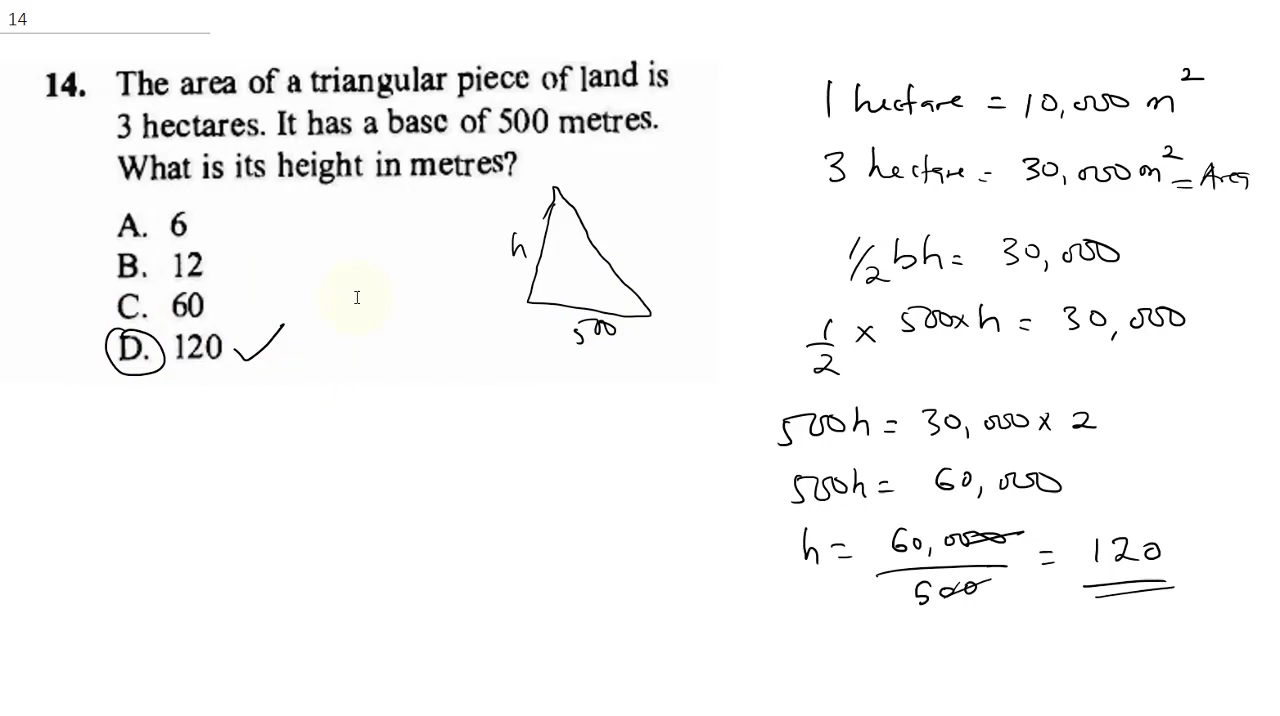 14
14. The area of a triangular piece of land is
3 hectares. It has a base of 500 metres.
What is its height in metres?
A. 6
B. 12
C. 60
D. 120
h
500
1 hectare = 10,000 m²
3 hectare = 30,000 m² = Area
1/2 bh = 30,000
1/2 × 500 × h = 30,000
500h = 30,000 × 2
500h = 60,000
h = 60,000/500 = 120